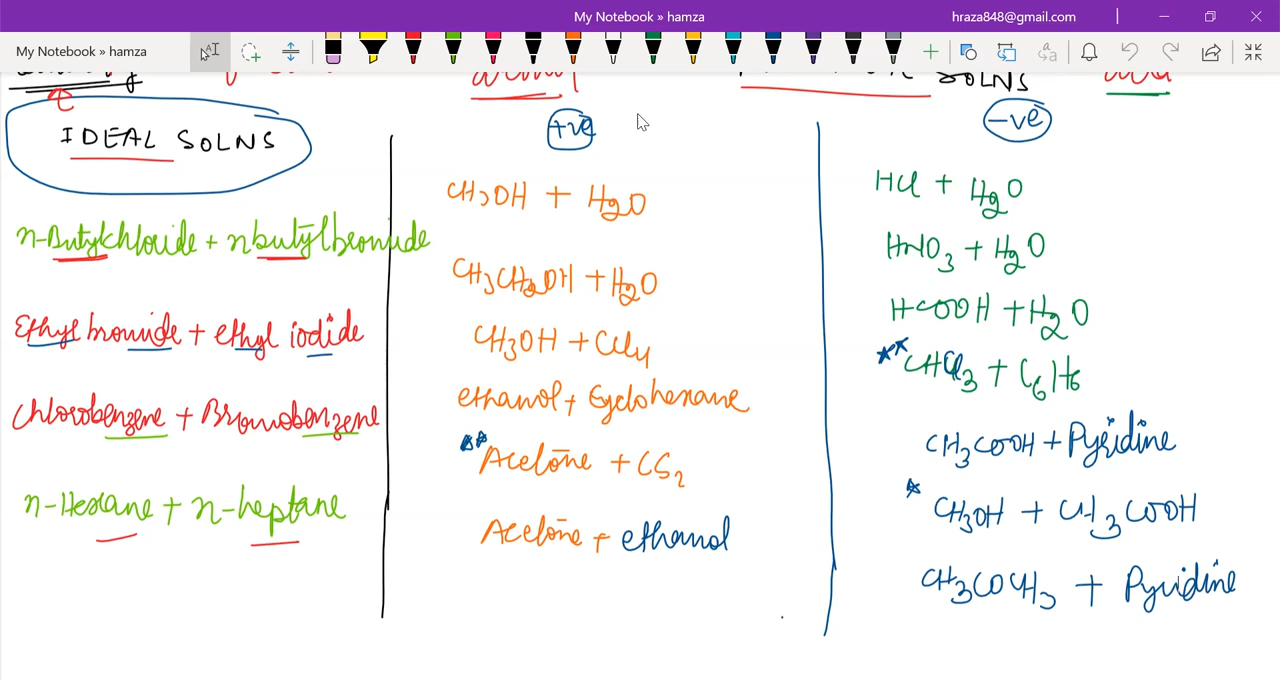 My Notebook » hamza
hraza848@gmail.com
My Notebook » hamza
SOLNS
IDEAL SOLNS
n-Butylchloride + nbutylbromide
Ethyl bromide + ethyl iodide
Chlorobenzene + Bromobenzene
n-Hexane + n-heptane
+ve
CH3OH + H2O
CH3CH2OH + H2O
CH3OH + CCl4
ethanol + Cyclohexane
Acetone + CS2
Acetone + ethanol
-ve
HCl + H2O
HNO3 + H2O
HCOOH + H2O
** CHCl3 + C6H6
CH3COOH + Pyridine
* CH3OH + CH3COOH
CH3COCH3 + Pyridine